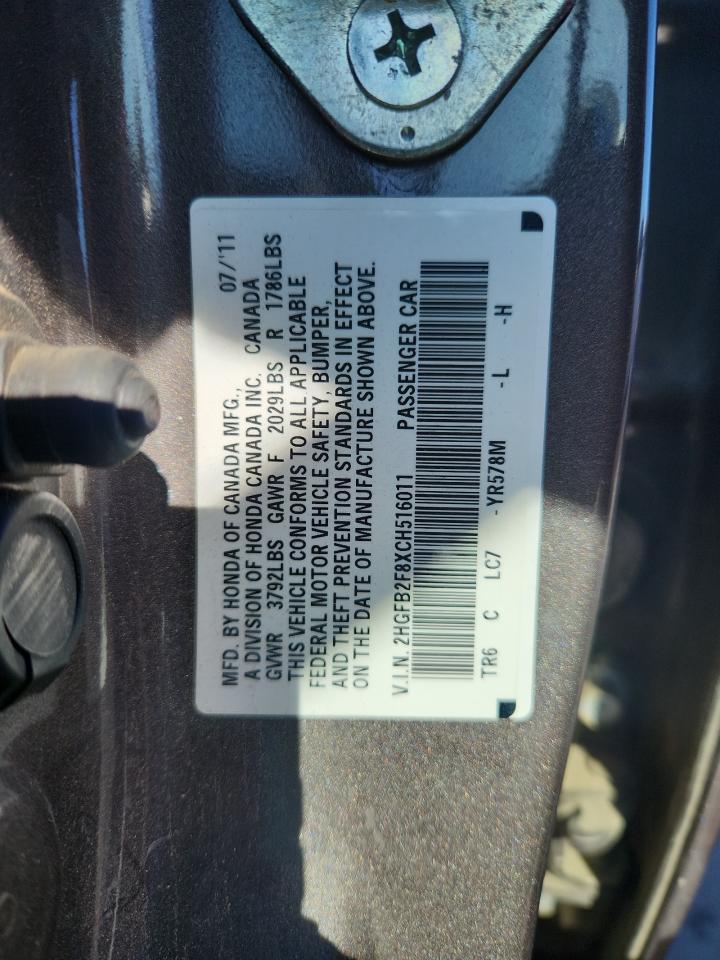 MFD. BY HONDA OF CANADA MFG., 07/'11
A DIVISION OF HONDA CANADA INC. CANADA
GVWR 3792LBS GAWR F 2029LBS R 1786LBS
THIS VEHICLE CONFORMS TO ALL APPLICABLE
FEDERAL MOTOR VEHICLE SAFETY, BUMPER,
AND THEFT PREVENTION STANDARDS IN EFFECT
ON THE DATE OF MANUFACTURE SHOWN ABOVE.
V.I.N. 2HGFB2F8XCH516011 PASSENGER CAR
TR6 C LC7 -YR578M -L -H